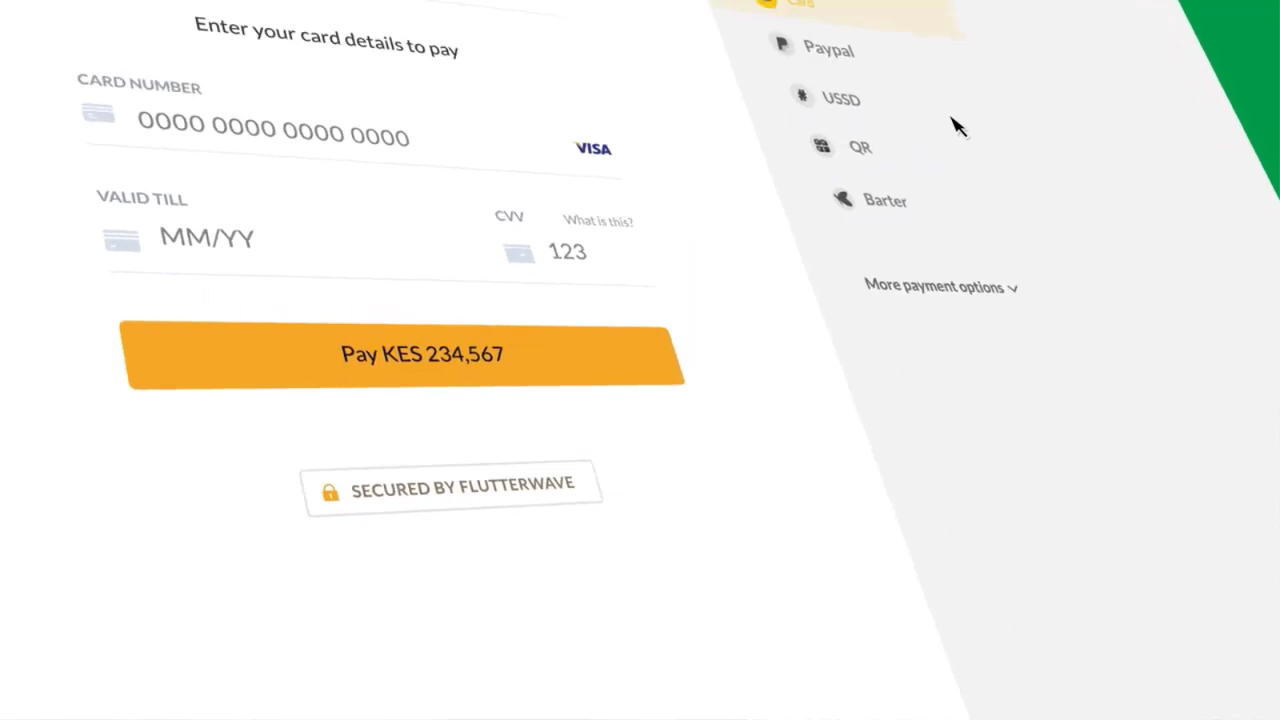 Enter your card details to pay
CARD NUMBER
0000 0000 0000 0000
VISA
VALID TILL
MM/YY
CVV
What is this?
123
Pay KES 234,567
SECURED BY FLUTTERWAVE
Card
Paypal
USSD
QR
Barter
More payment options